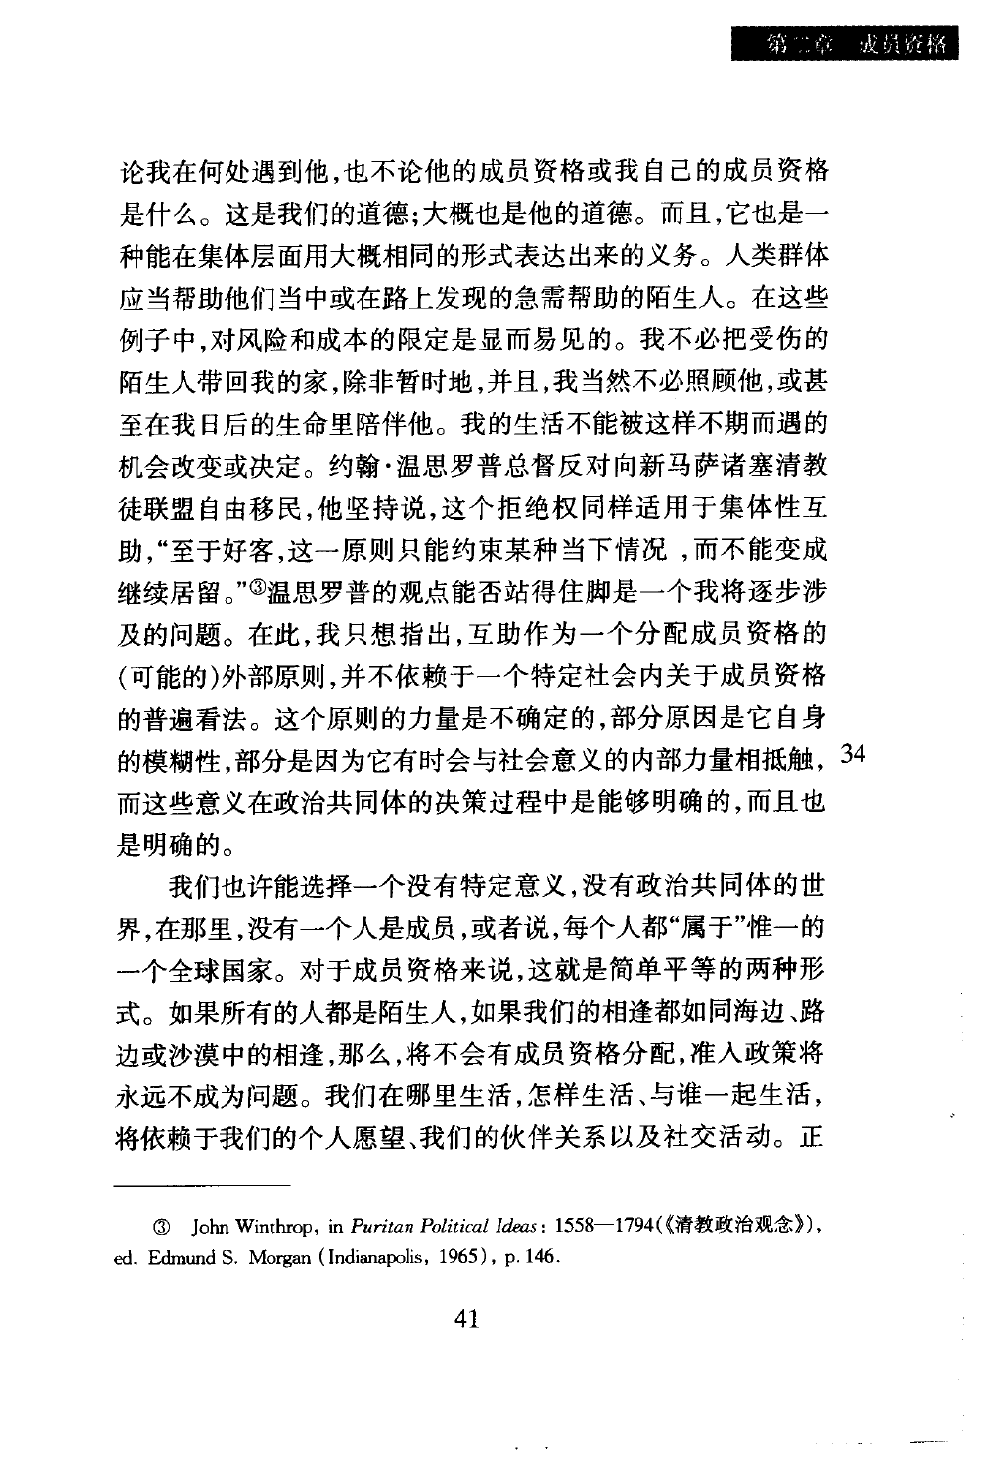 第二章 成员资格
论我在何处遇到他,也不论他的成员资格或我自己的成员资格
是什么。这是我们的道德;大概也是他的道德。而且,它也是一
种能在集体层面用大概相同的形式表达出来的义务。人类群体
应当帮助他们当中或在路上发现的急需帮助的陌生人。在这些
例子中,对风险和成本的限定是显而易见的。我不必把受伤的
陌生人带回我的家,除非暂时地,并且,我当然不必照顾他,或甚
至在我日后的生命里陪伴他。我的生活不能被这样不期而遇的
机会改变或决定。约翰·温思罗普总督反对向新马萨诸塞清教
徒联盟自由移民,他坚持说,这个拒绝权同样适用于集体性互
助,“至于好客,这一原则只能约束某种当下情况,而不能变成
继续居留。”③温思罗普的观点能否站得住脚是一个我将逐步涉
及的问题。在此,我只想指出,互助作为一个分配成员资格的
(可能的)外部原则,并不依赖于一个特定社会内关于成员资格
的普遍看法。这个原则的力量是不确定的,部分原因是它自身
的模糊性,部分是因为它有时会与社会意义的内部力量相抵触, 34
而这些意义在政治共同体的决策过程中是能够明确的,而且也
是明确的。
我们也许能选择一个没有特定意义,没有政治共同体的世
界,在那里,没有一个人是成员,或者说,每个人都“属于”惟一的
一个全球国家。对于成员资格来说,这就是简单平等的两种形
式。如果所有的人都是陌生人,如果我们的相逢都如同海边、路
边或沙漠中的相逢,那么,将不会有成员资格分配,准入政策将
永远不成为问题。我们在哪里生活,怎样生活、与谁一起生活,
将依赖于我们的个人愿望、我们的伙伴关系以及社交活动。正
③ John Winthrop, in Puritan Political Ideas: 1558—1794(《清教政治观念》),
ed. Edmund S. Morgan (Indianapolis, 1965), p. 146.
41